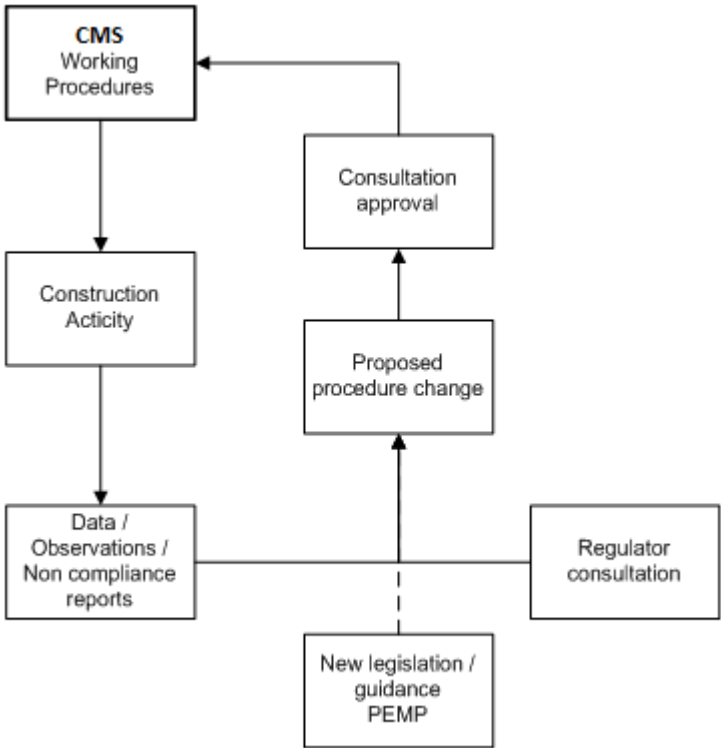 CMS
Working
Procedures
Consultation
approval
Construction
Acticity
Proposed
procedure change
Data /
Observations /
Non compliance
reports
Regulator
consultation
New legislation /
guidance
PEMP